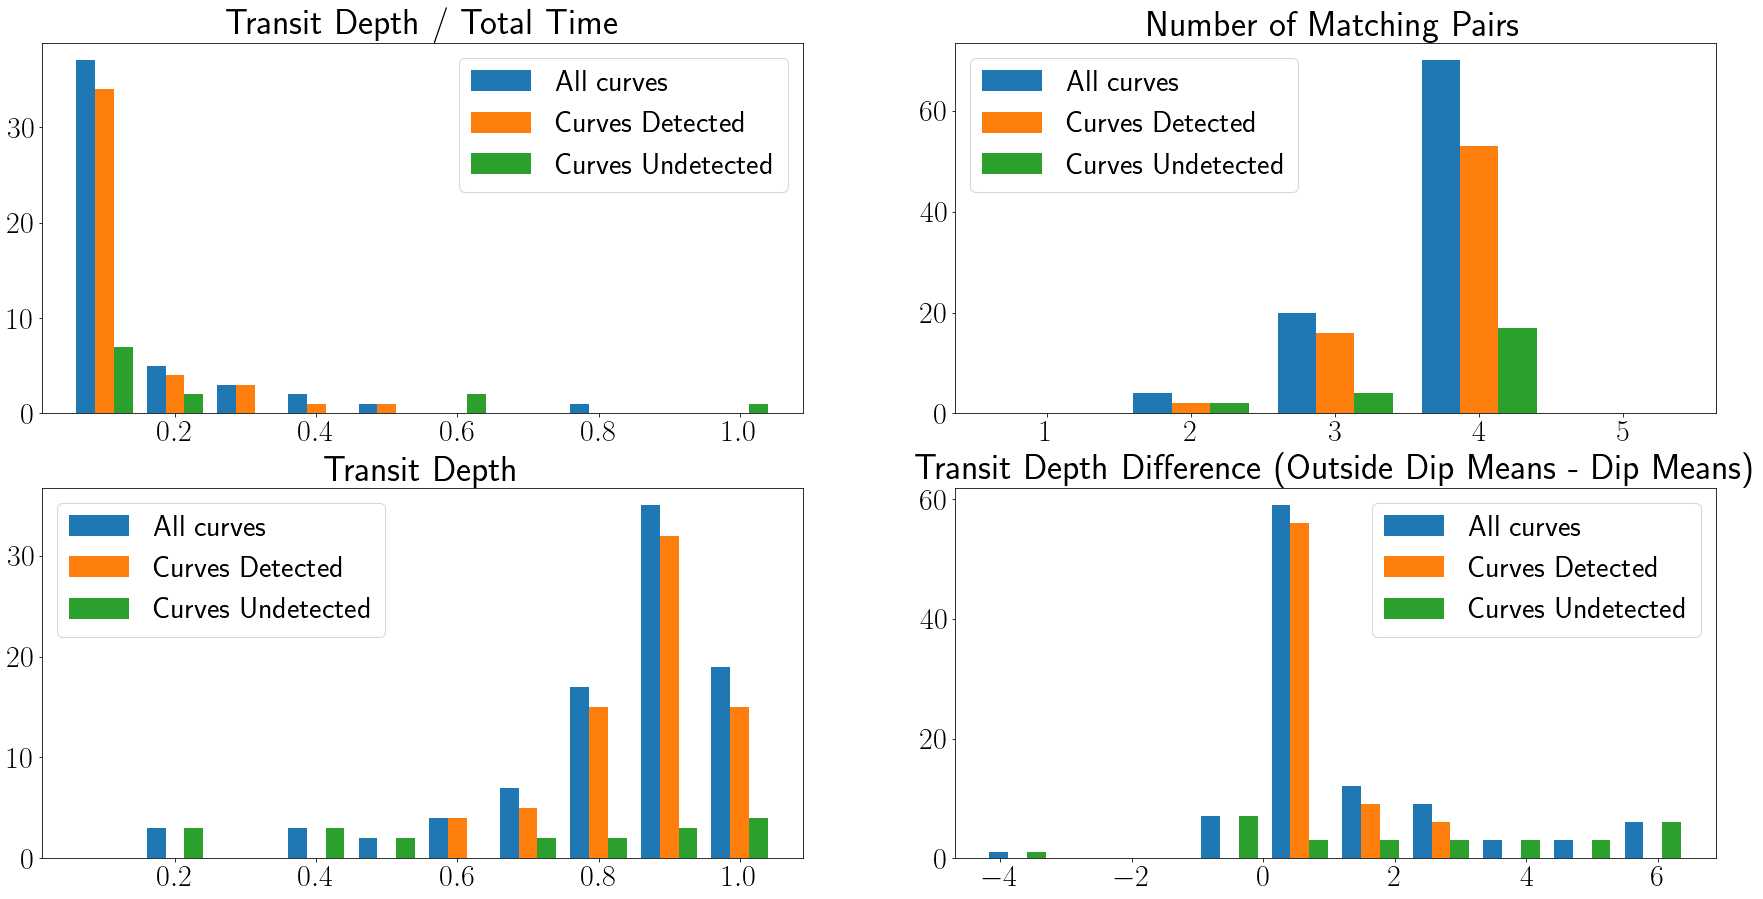 Transit Depth / Total Time
All curves
Curves Detected
Curves Undetected
30
20
10
0
0.2 0.4 0.6 0.8 1.0
Number of Matching Pairs
All curves
Curves Detected
Curves Undetected
60
40
20
0
1 2 3 4 5
Transit Depth
All curves
Curves Detected
Curves Undetected
30
20
10
0
0.2 0.4 0.6 0.8 1.0
Transit Depth Difference (Outside Dip Means - Dip Means)
All curves
Curves Detected
Curves Undetected
60
40
20
0
−4 −2 0 2 4 6